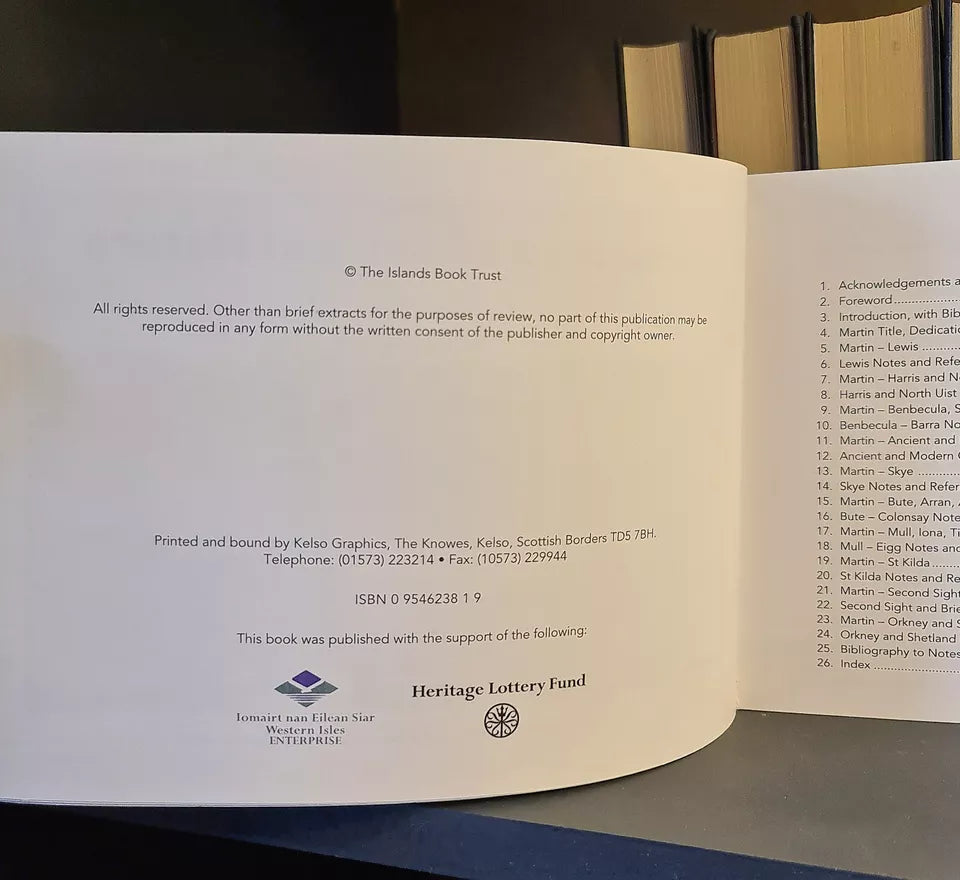 © The Islands Book Trust
All rights reserved. Other than brief extracts for the purposes of review, no part of this publication may be
reproduced in any form without the written consent of the publisher and copyright owner.
Printed and bound by Kelso Graphics, The Knowes, Kelso, Scottish Borders TD5 7BH.
Telephone: (01573) 223214 • Fax: (10573) 229944
ISBN 0 9546238 1 9
This book was published with the support of the following:
Iomairt nan Eilean Siar
Western Isles
ENTERPRISE
Heritage Lottery Fund
1. Acknowledgements a
2. Foreword
3. Introduction, with Bib
4. Martin Title, Dedicatio
5. Martin – Lewis
6. Lewis Notes and Refe
7. Martin – Harris and N
8. Harris and North Uist
9. Martin – Benbecula, S
10. Benbecula – Barra No
11. Martin – Ancient and
12. Ancient and Modern
13. Martin – Skye
14. Skye Notes and Refer
15. Martin – Bute, Arran,
16. Bute – Colonsay Note
17. Martin – Mull, Iona, Ti
18. Mull – Eigg Notes and
19. Martin – St Kilda
20. St Kilda Notes and Re
21. Martin – Second Sight
22. Second Sight and Brie
23. Martin – Orkney and S
24. Orkney and Shetland
25. Bibliography to Notes
26. Index